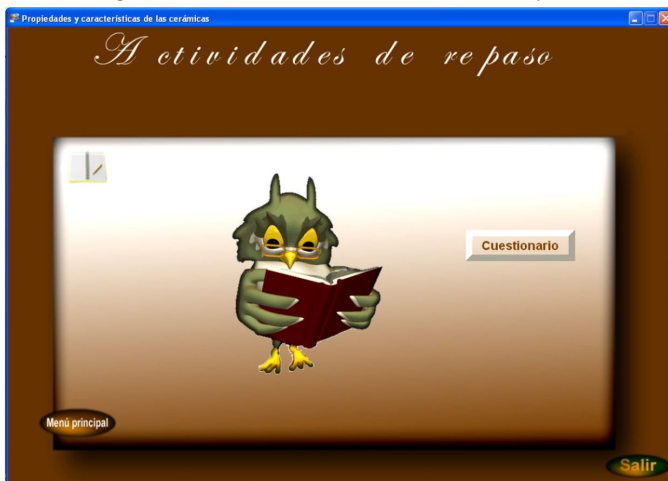 Propiedades y características de las cerámicas
Actividades de repaso
Cuestionario
Menú principal
Salir